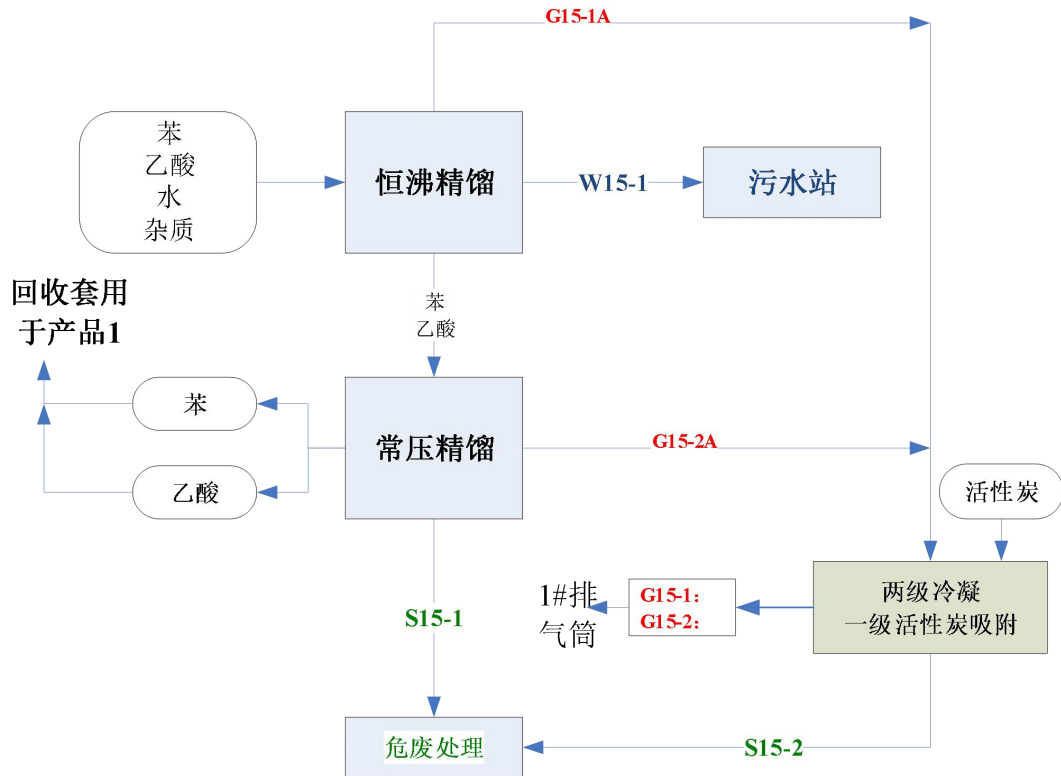 G15-1A
苯
乙酸
水
杂质
恒沸精馏
W15-1
污水站
回收套用
于产品1
苯
乙酸
苯
常压精馏
G15-2A
乙酸
活性炭
两级冷凝
一级活性炭吸附
G15-1：
G15-2：
1#排
气筒
S15-1
危废处理
S15-2